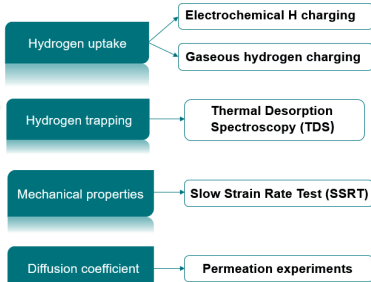 Electrochemical H charging
Hydrogen uptake
Gaseous hydrogen charging
Hydrogen trapping
Thermal Desorption
Spectroscopy (TDS)
Mechanical properties
Slow Strain Rate Test (SSRT)
Diffusion coefficient
Permeation experiments